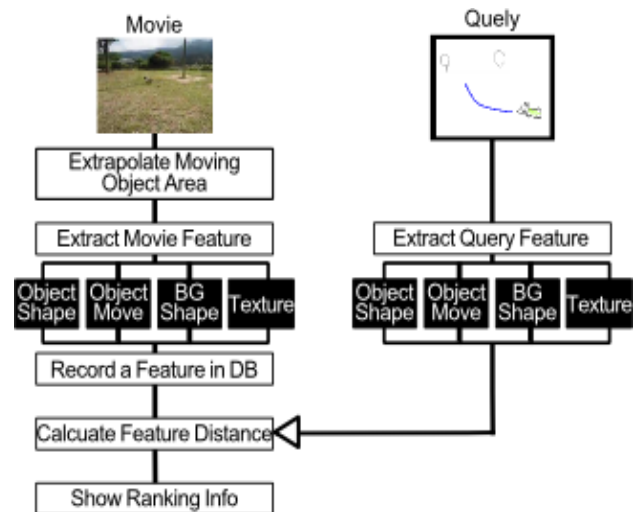 Movie
Quely
Extrapolate Moving
Object Area
Extract Movie Feature
Extract Query Feature
Object
Shape
Object
Move
BG
Shape
Texture
Object
Shape
Object
Move
BG
Shape
Texture
Record a Feature in DB
Calcuate Feature Distance
Show Ranking Info